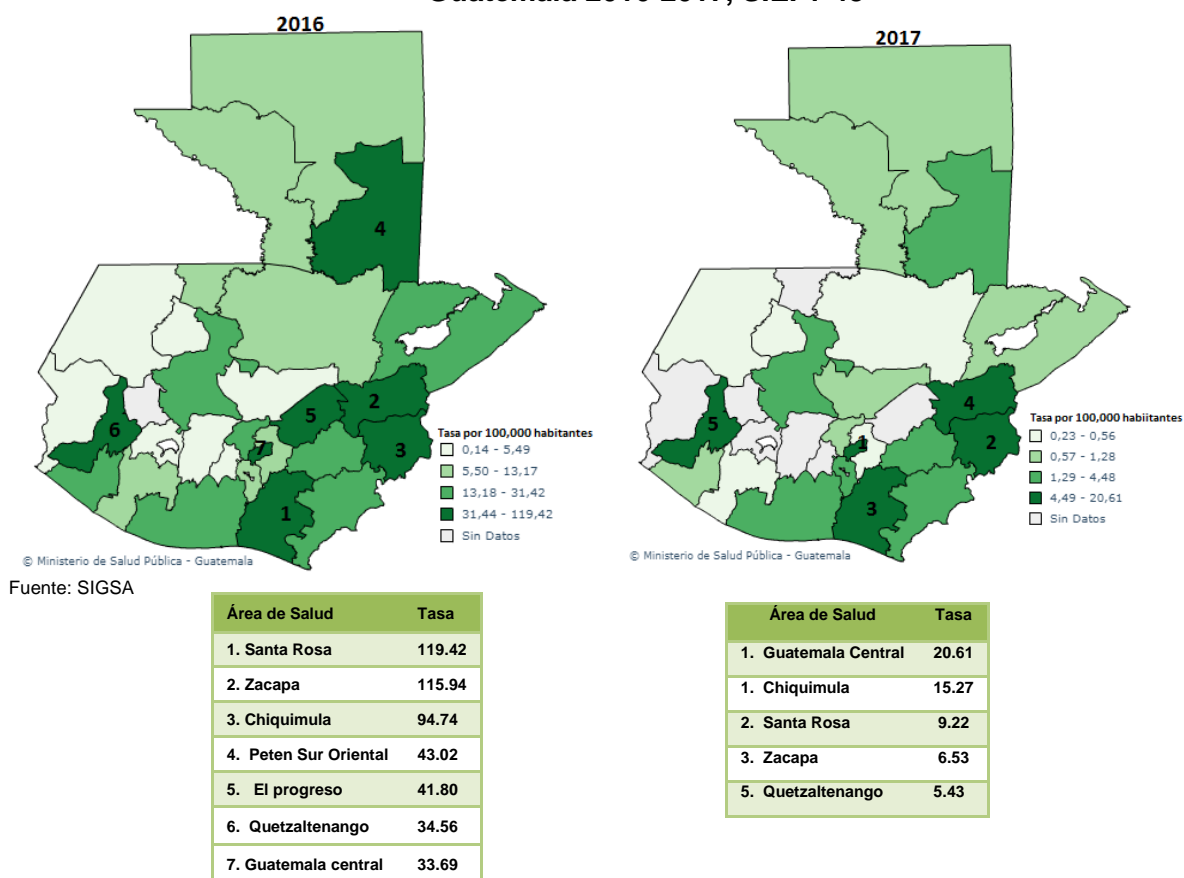 2016
2017
4
5
2
6
7
3
1
Tasa por 100,000 habitantes
0,14 - 5,49
5,50 - 13,17
13,18 - 31,42
31,44 - 119,42
Sin Datos
© Ministerio de Salud Pública - Guatemala
4
5
1
2
3
Tasa por 100,000 habiitantes
0,23 - 0,56
0,57 - 1,28
1,29 - 4,48
4,49 - 20,61
Sin Datos
© Ministerio de Salud Pública - Guatemala
Fuente: SIGSA
Área de Salud Tasa
1. Santa Rosa 119.42
2. Zacapa 115.94
3. Chiquimula 94.74
4. Peten Sur Oriental 43.02
5. El progreso 41.80
6. Quetzaltenango 34.56
7. Guatemala central 33.69
Área de Salud Tasa
1. Guatemala Central 20.61
1. Chiquimula 15.27
2. Santa Rosa 9.22
3. Zacapa 6.53
5. Quetzaltenango 5.43